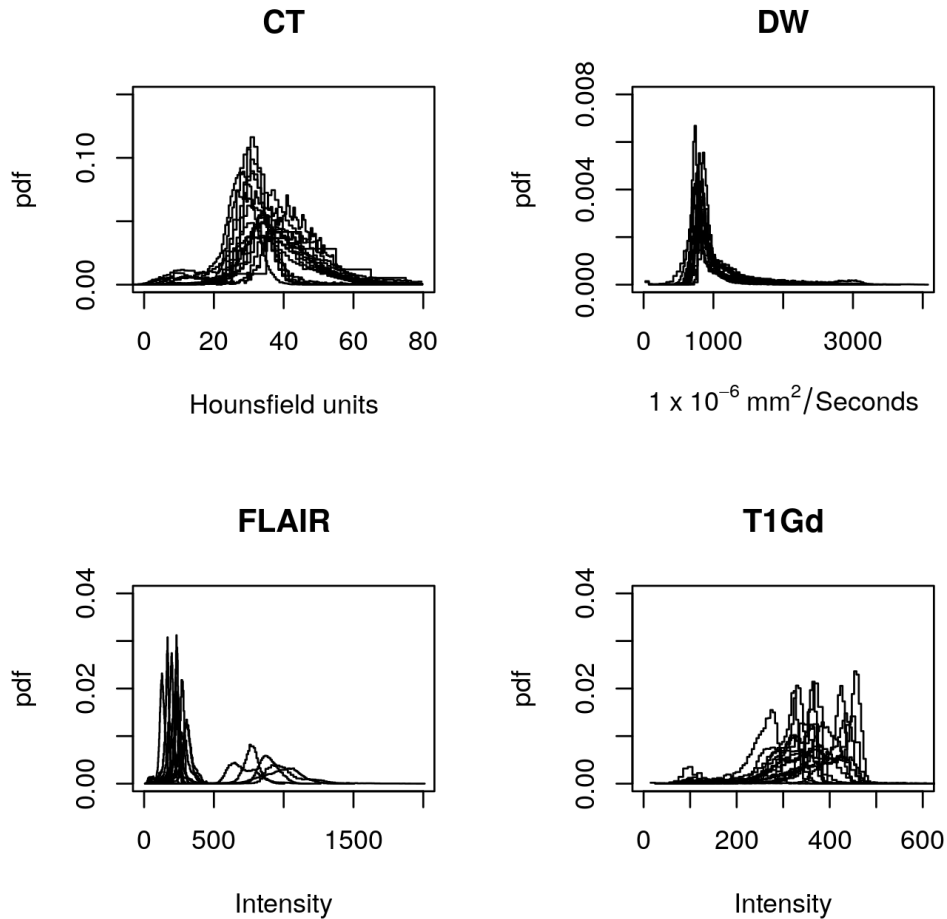 CT
pdf
0.00 0.10
0 20 40 60 80
Hounsfield units
DW
pdf
0.000 0.004 0.008
0 1000 3000
1 x 10⁻⁶ mm²/Seconds
FLAIR
pdf
0.00 0.02 0.04
0 500 1500
Intensity
T1Gd
pdf
0.00 0.02 0.04
0 200 400 600
Intensity